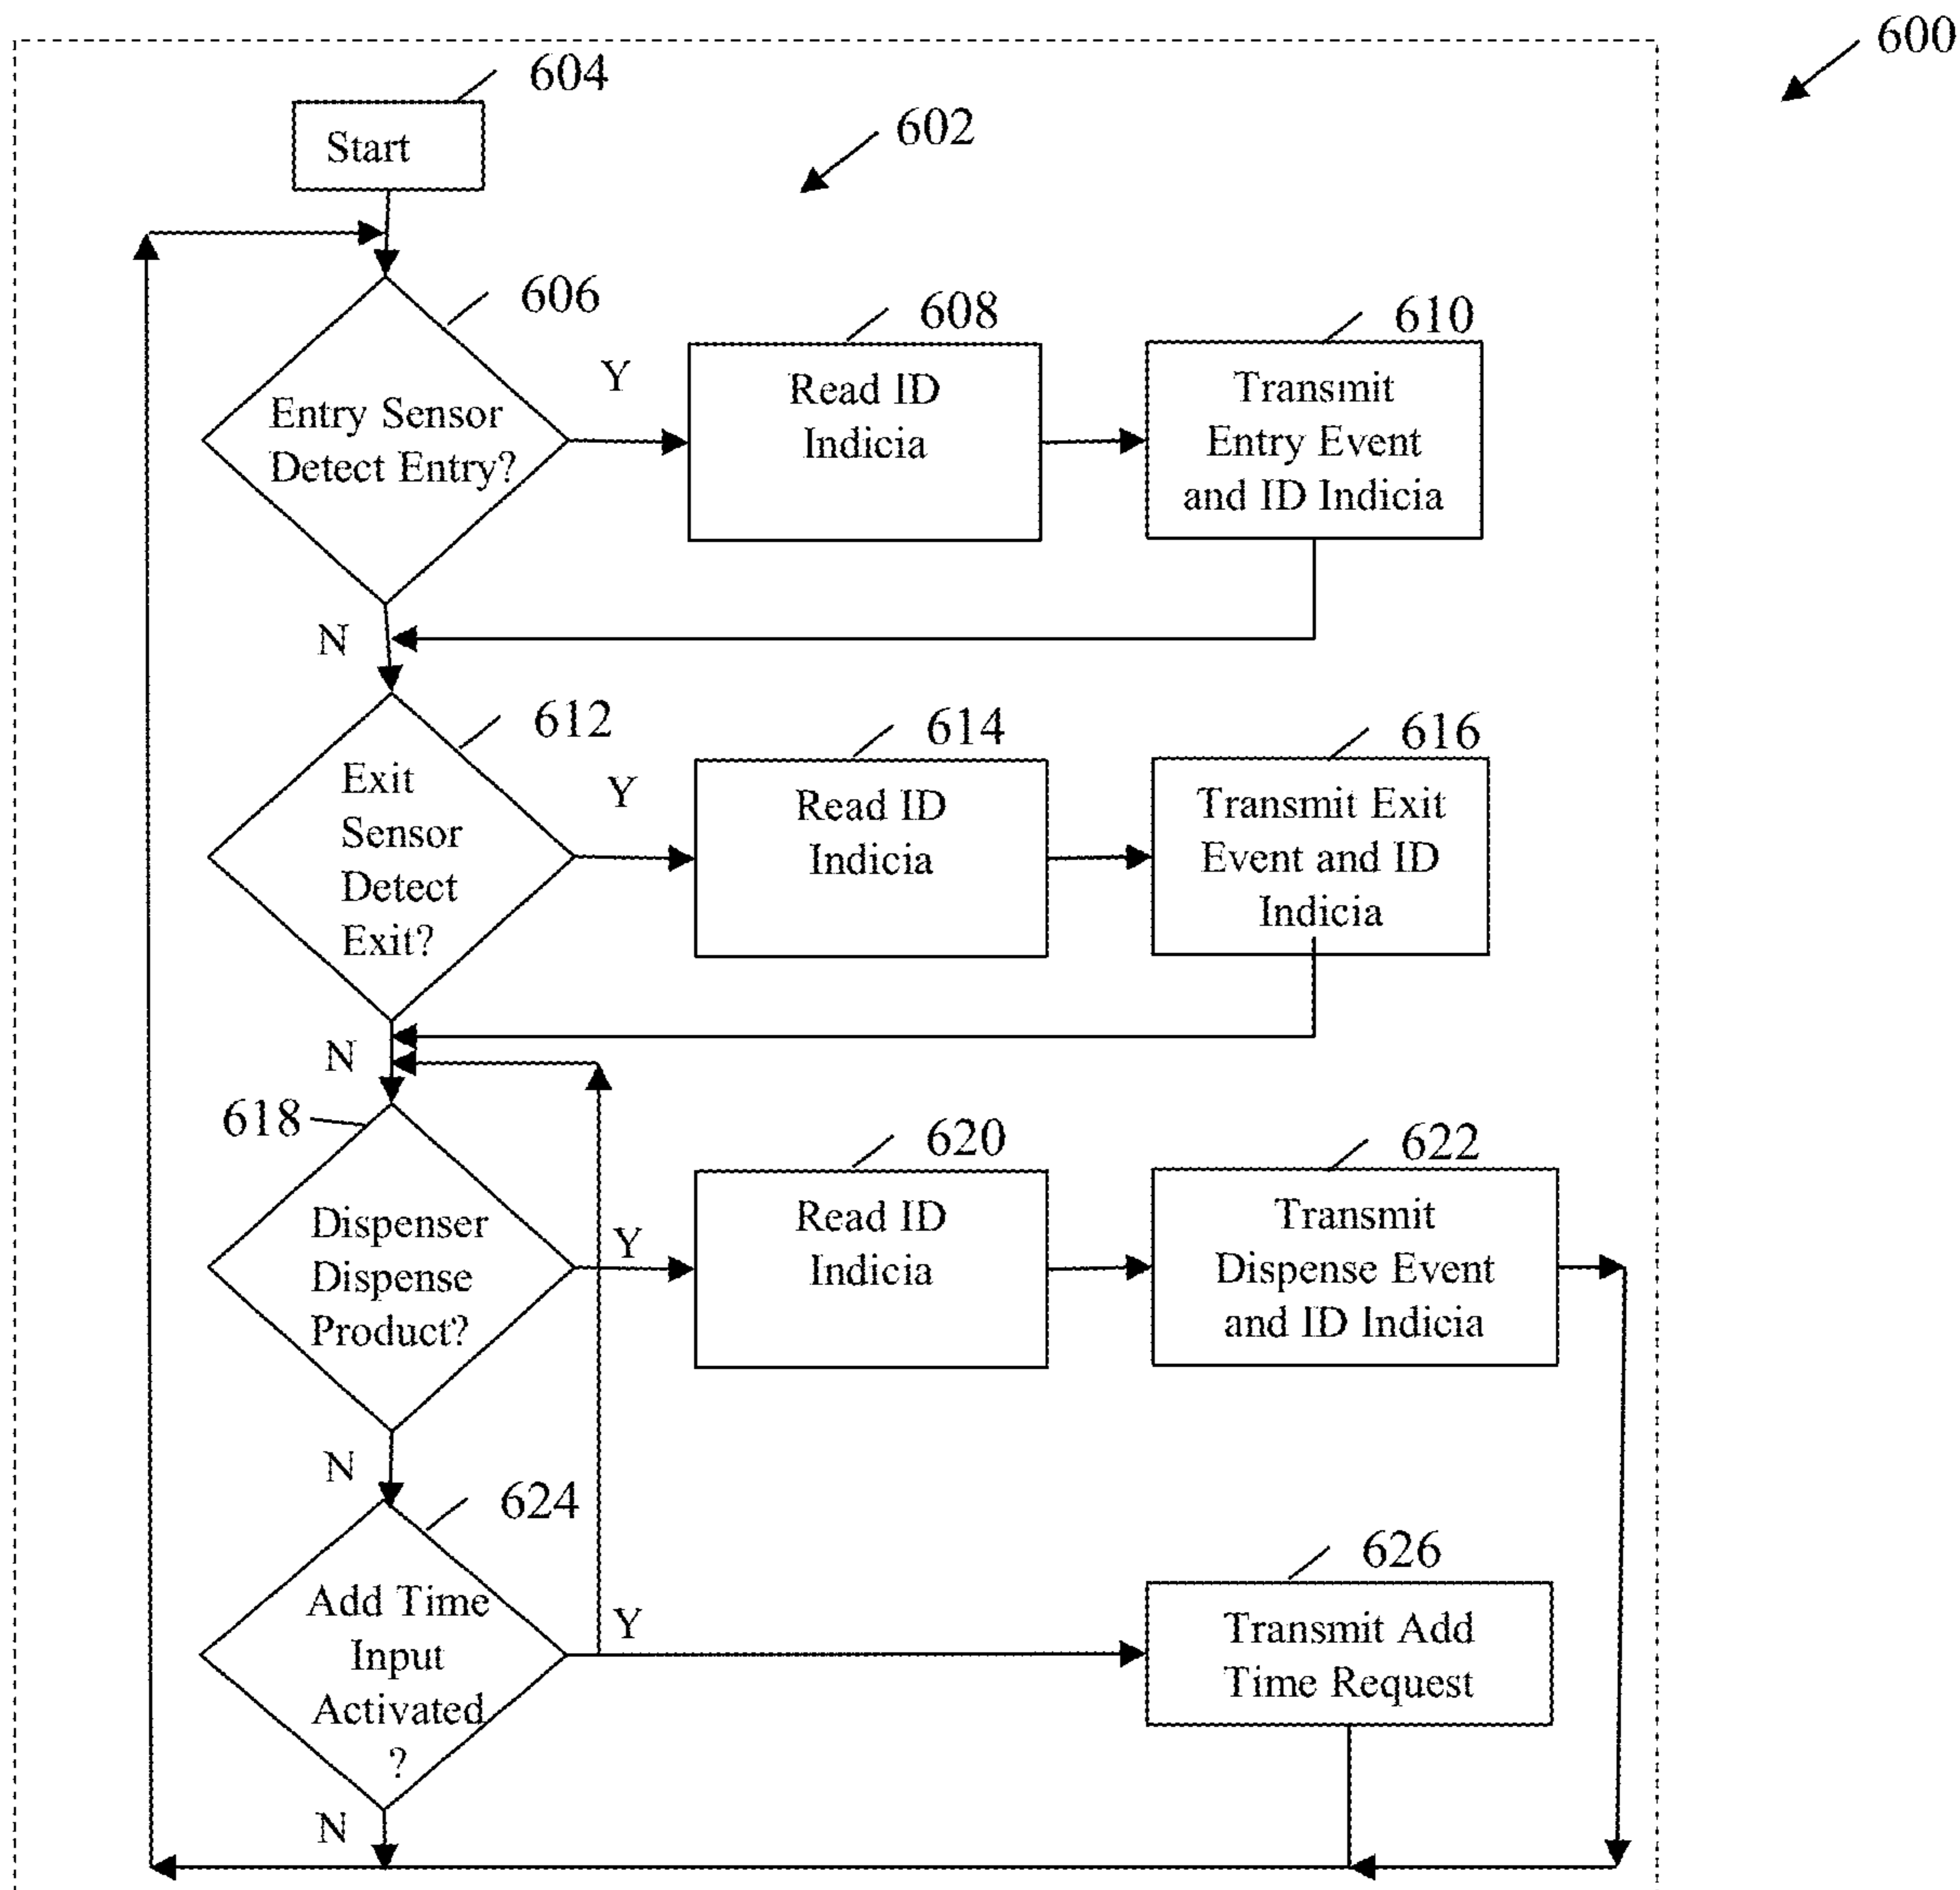 600
604
Start
602
606
Entry Sensor
Detect Entry?
Y
608
Read ID
Indicia
610
Transmit
Entry Event
and ID Indicia
N
612
Exit
Sensor
Detect
Exit?
Y
614
Read ID
Indicia
616
Transmit Exit
Event and ID
Indicia
N
618
Dispenser
Dispense
Product?
Y
620
Read ID
Indicia
622
Transmit
Dispense Event
and ID Indicia
N
624
Add Time
Input
Activated
?
Y
626
Transmit Add
Time Request
N